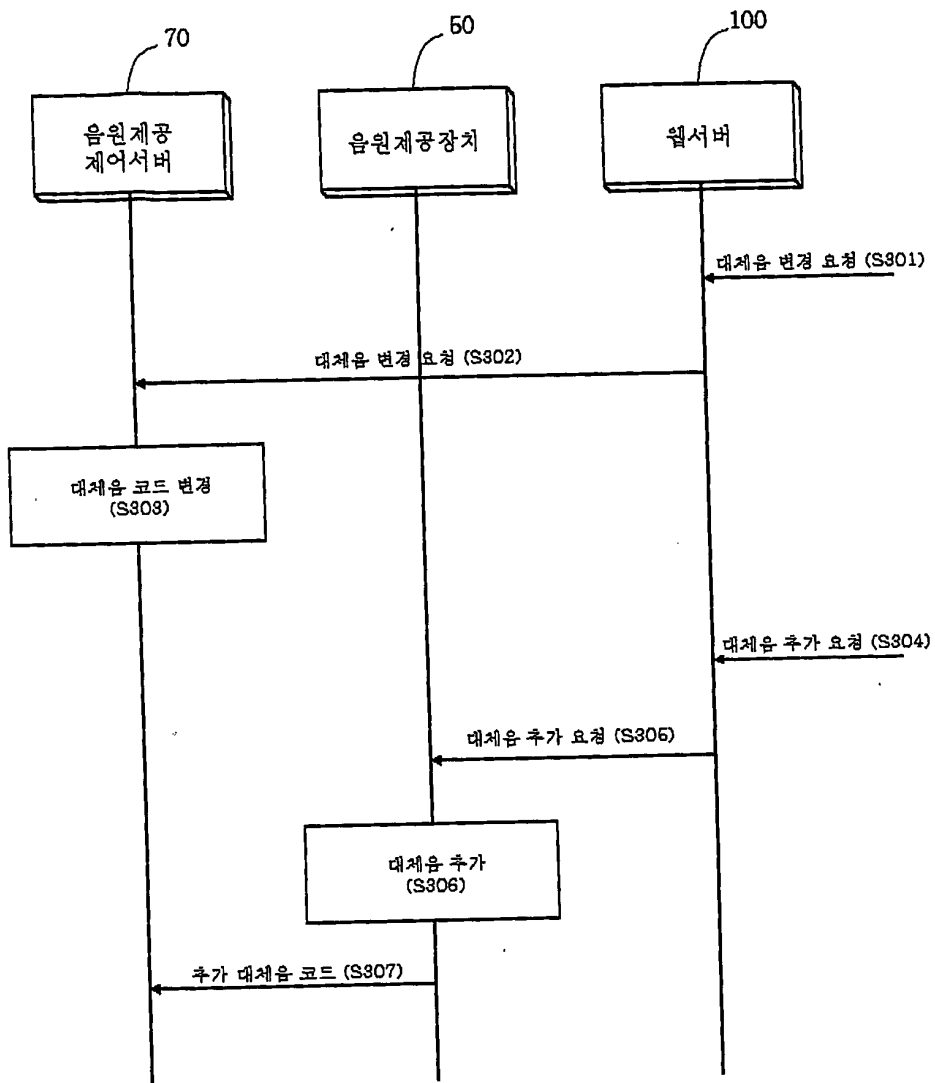 70
60
100
음원제공
제어서버
음원제공장치
웹서버
대체음 변경 요청 (S301)
대체음 변경 요청 (S302)
대체음 코드 변경
(S303)
대체음 추가 요청 (S304)
대체음 추가 요청 (S305)
대체음 추가
(S306)
추가 대체음 코드 (S307)